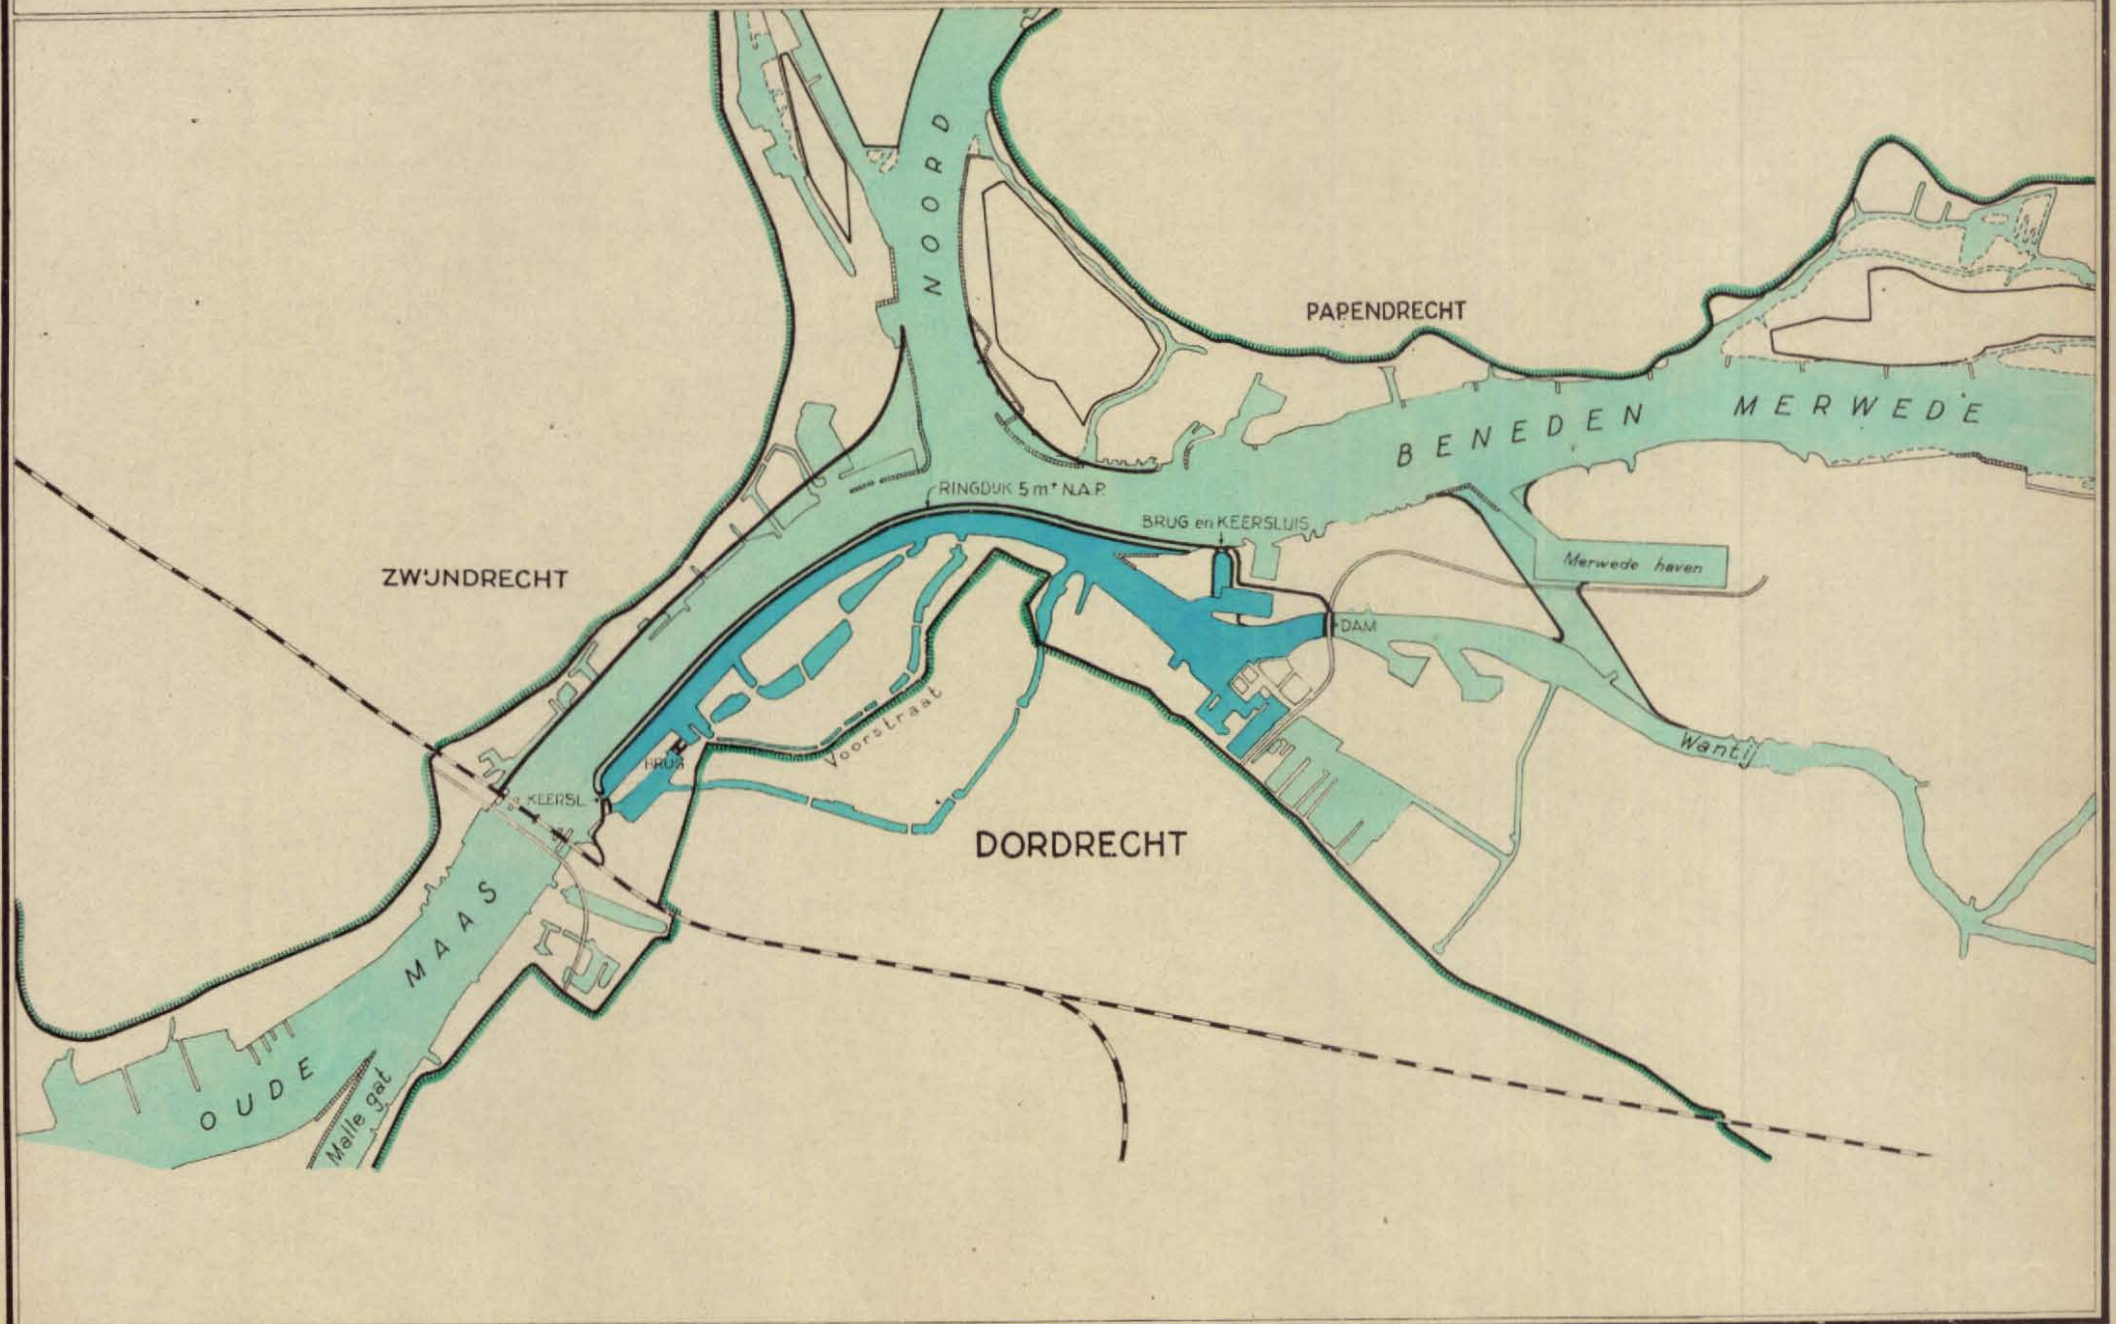 NOORD
PAPENDRECHT
BENEDEN MERWEDE
RINGDIJK 5 m⁺ N.A.P.
BRUG en KEERSLUIS
Merwede haven
ZWIJNDRECHT
DAM
Voorstraat
Wantij
BRUG
KEERSL
DORDRECHT
OUDE MAAS
Malle gat